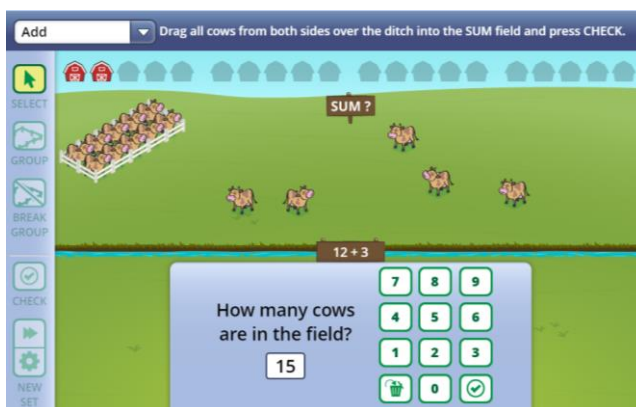 Add
Drag all cows from both sides over the ditch into the SUM field and press CHECK.
SELECT
GROUP
BREAK
GROUP
CHECK
NEW
SET
SUM ?
12 + 3
How many cows
are in the field?
15
7 8 9
4 5 6
1 2 3
0